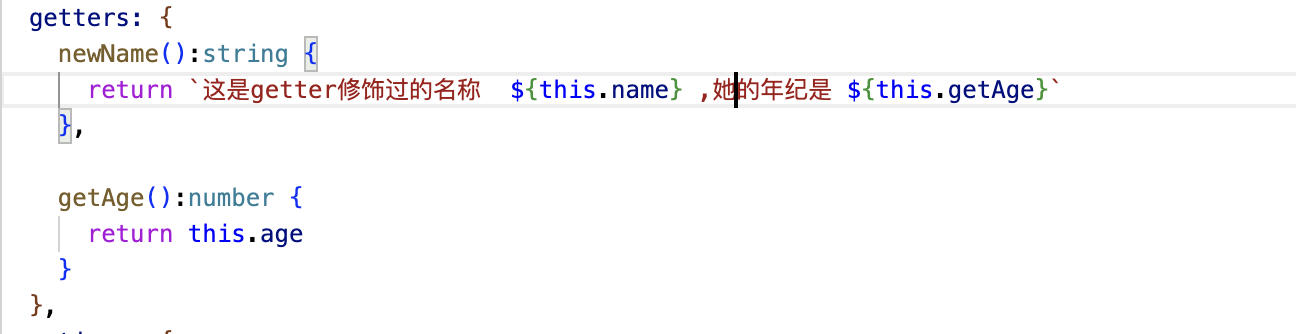 getters: {
newName():string {
return `这是getter修饰过的名称  ${this.name} ,她的年纪是 ${this.getAge}`
},
getAge():number {
return this.age
}
},